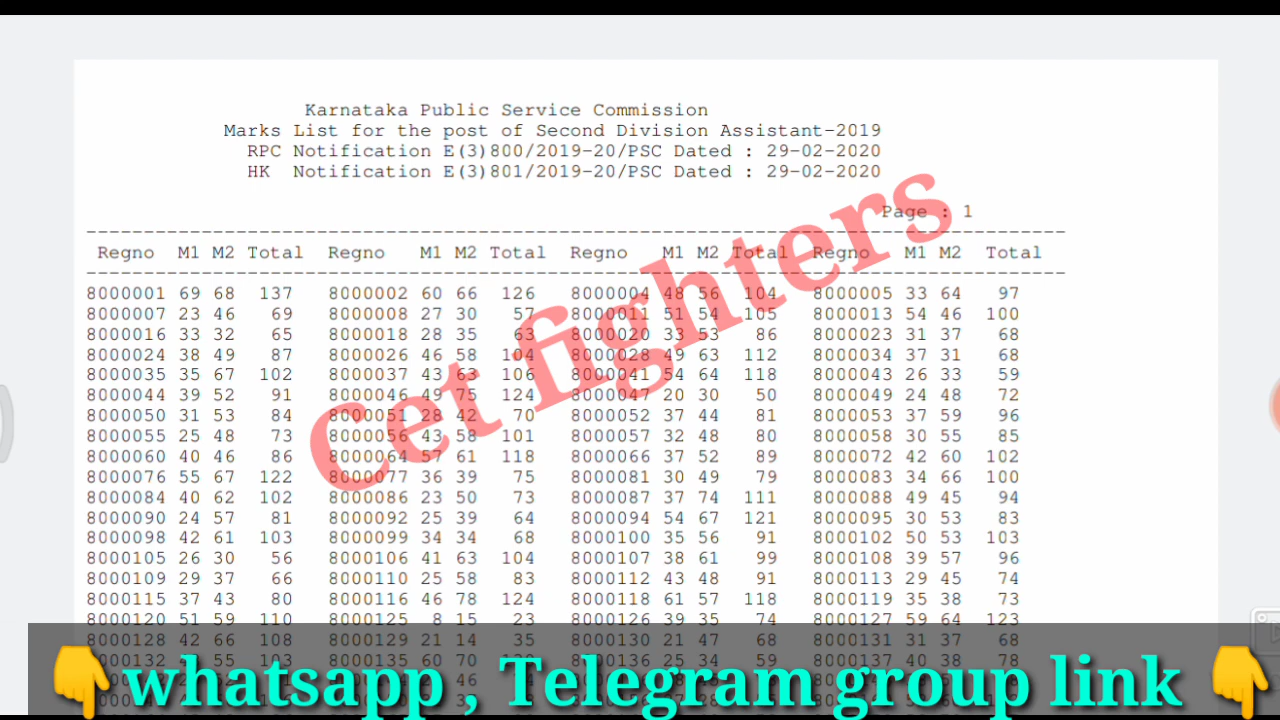 Karnataka Public Service Commission
Marks List for the post of Second Division Assistant-2019
RPC Notification E(3)800/2019-20/PSC Dated : 29-02-2020
HK Notification E(3)801/2019-20/PSC Dated : 29-02-2020
Page : 1
Regno M1 M2 Total Regno M1 M2 Total Regno M1 M2 Total Regno M1 M2 Total
8000001 69 68 137 8000002 60 66 126 8000004 48 56 104 8000005 33 64 97
8000007 23 46 69 8000008 27 30 57 8000011 51 54 105 8000013 54 46 100
8000016 33 32 65 8000018 28 35 63 8000020 33 53 86 8000023 31 37 68
8000024 38 49 87 8000026 46 58 104 8000028 49 63 112 8000034 37 31 68
8000035 35 67 102 8000037 43 63 106 8000041 54 64 118 8000043 26 33 59
8000044 39 52 91 8000046 49 75 124 8000047 20 30 50 8000049 24 48 72
8000050 31 53 84 8000051 28 42 70 8000052 37 44 81 8000053 37 59 96
8000055 25 48 73 8000056 43 58 101 8000057 32 48 80 8000058 30 55 85
8000060 40 46 86 8000064 57 61 118 8000066 37 52 89 8000072 42 60 102
8000076 55 67 122 8000077 36 39 75 8000081 30 49 79 8000083 34 66 100
8000084 40 62 102 8000086 23 50 73 8000087 37 74 111 8000088 49 45 94
8000090 24 57 81 8000092 25 39 64 8000094 54 67 121 8000095 30 53 83
8000098 42 61 103 8000099 34 34 68 8000100 35 56 91 8000102 50 53 103
8000105 26 30 56 8000106 41 63 104 8000107 38 61 99 8000108 39 57 96
8000109 29 37 66 8000110 25 58 83 8000112 43 48 91 8000113 29 45 74
8000115 37 43 80 8000116 46 78 124 8000118 61 57 118 8000119 35 38 73
8000120 51 59 110 8000125 8 15 23 8000126 39 35 74 8000127 59 64 123
8000128 42 66 108 8000129 21 14 35 8000130 21 47 68 8000131 31 37 68
55 103 8000135 60 70 8000136 25 34 59 8000137 40 38 78
Cet fighters
whatsapp , Telegram group link